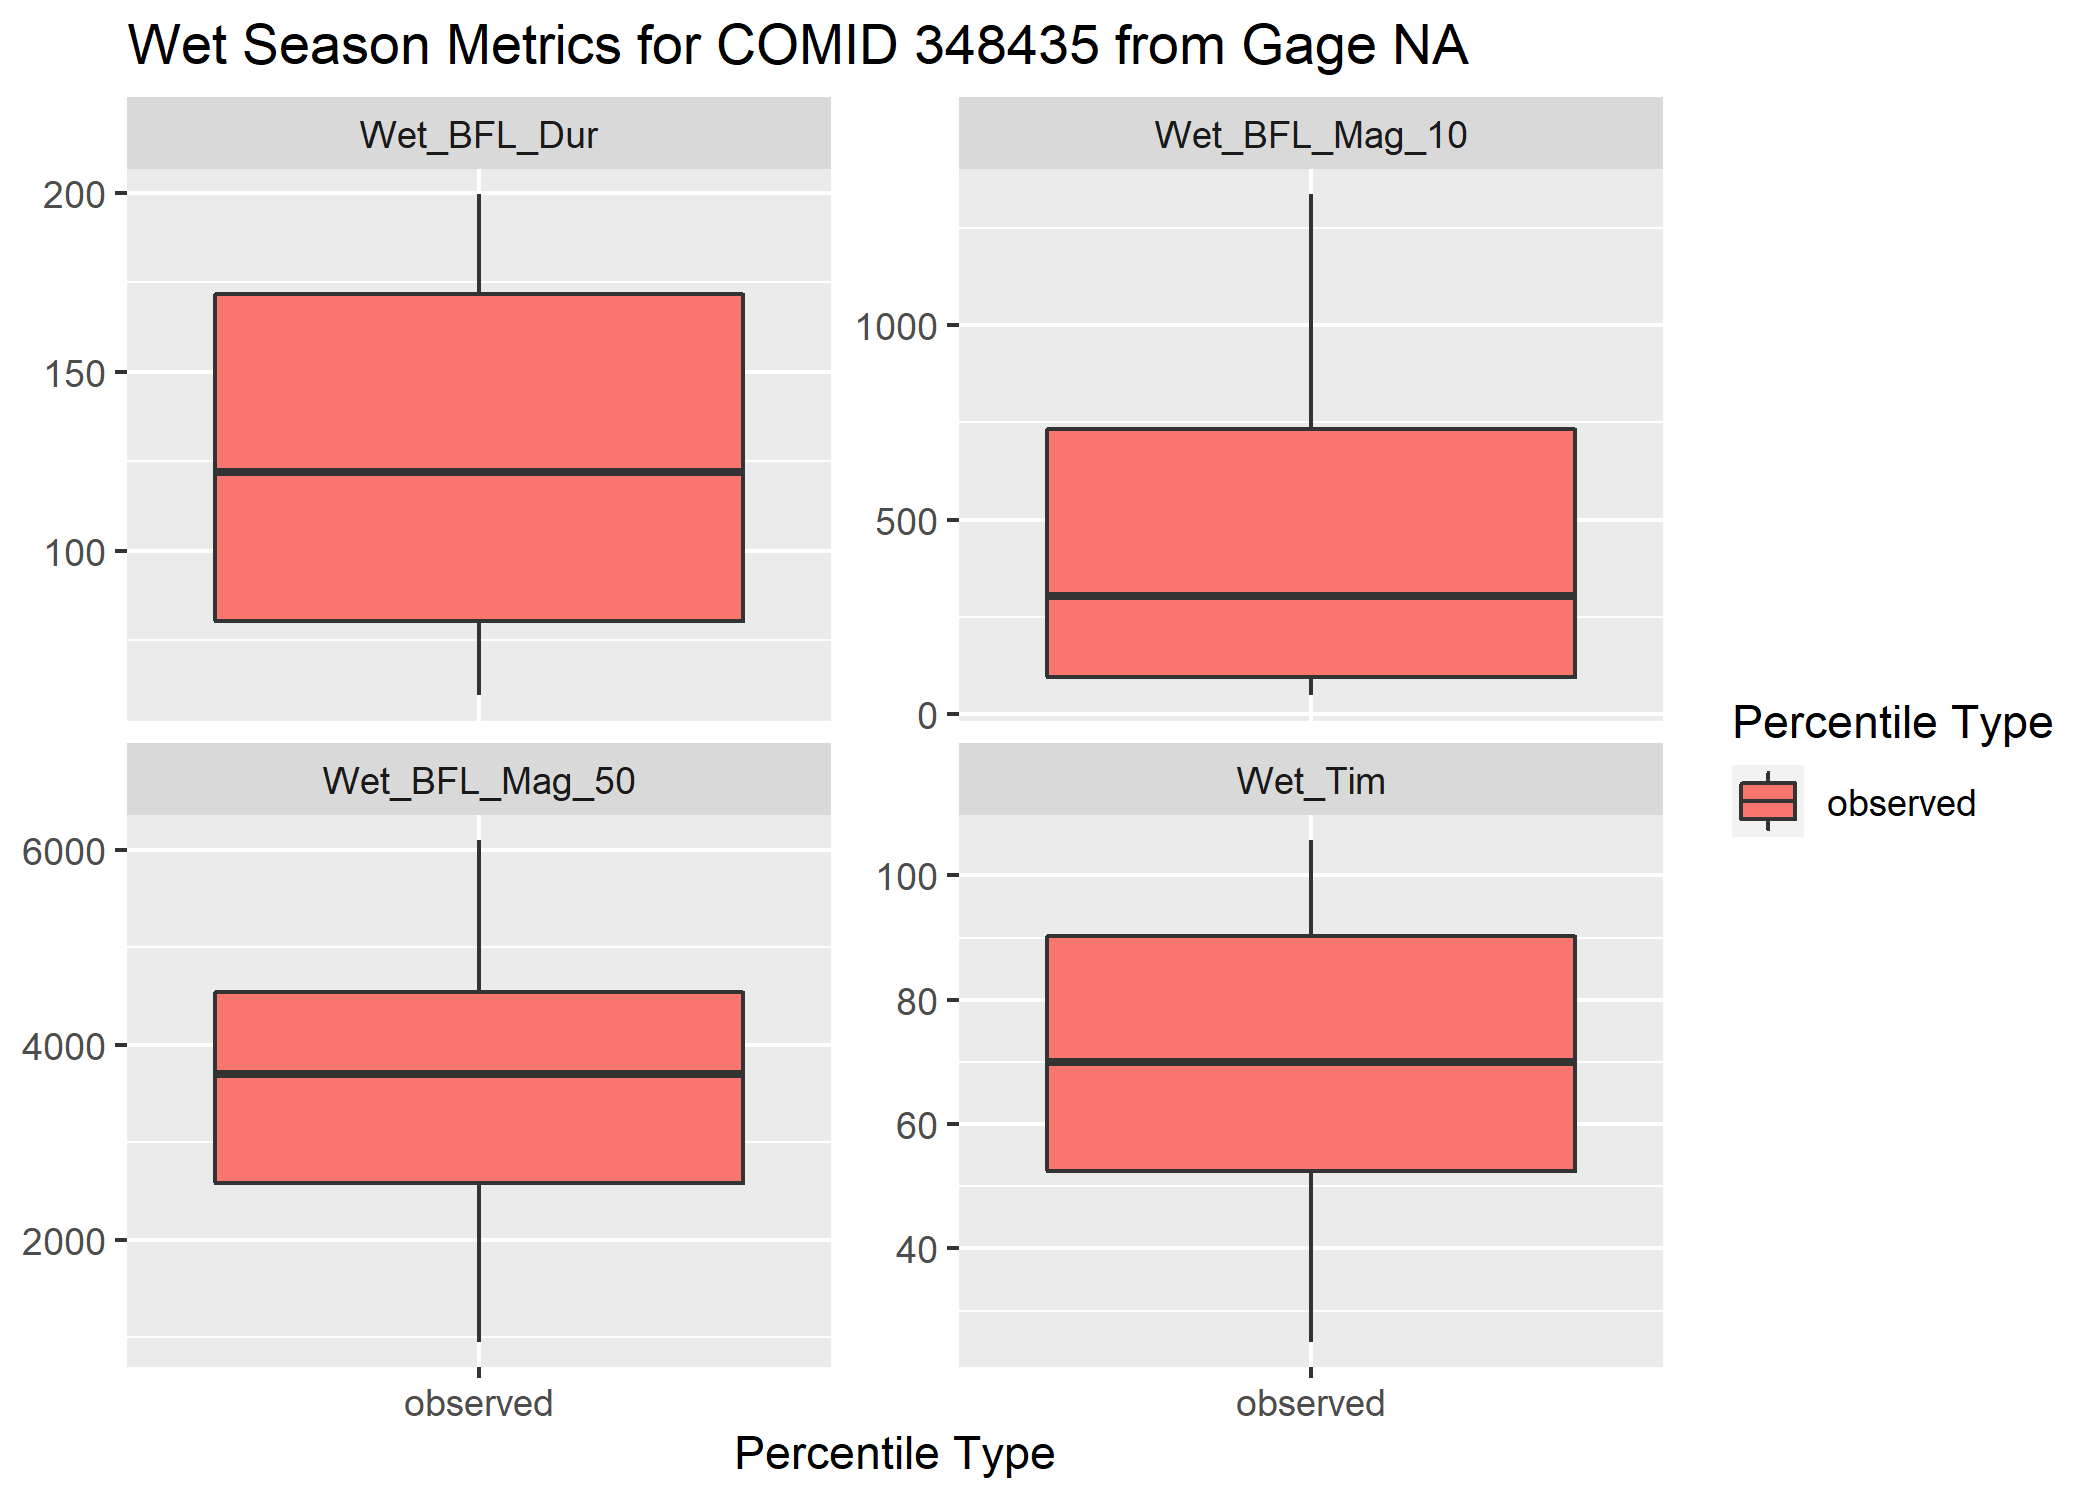 Wet Season Metrics for COMID 348435 from Gage NA
Wet_BFL_Dur
200
150
100
Wet_BFL_Mag_10
1000
500
0
Wet_BFL_Mag_50
6000
4000
2000
observed
Wet_Tim
100
80
60
40
observed
Percentile Type
Percentile Type
observed